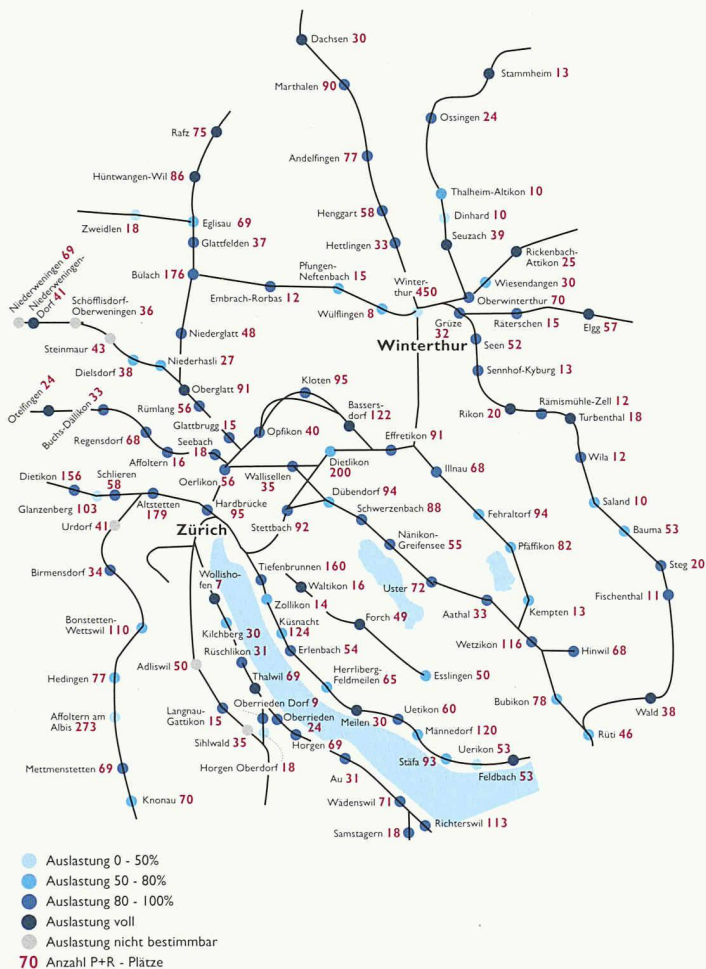 Dachsen 30
Stammheim 13
Marthalen 90
Ossingen 24
Rafz 75
Andelfingen 77
Hüntwangen-Wil 86
Thalheim-Altikon 10
Henggart 58
Dinhard 10
Zweidlen 18
Eglisau 69
Seuzach 39
Glattfelden 37
Hettlingen 33
Rickenbach-
Attikon 25
Niederweningen 69
Niederweningen-
Dorf 41
Bülach 176
Pfungen-
Neftenbach 15
Winter-
thur 450
Wiesendangen 30
Schöfflisdorf-
Oberweningen 36
Embrach-Rorbas 12
Oberwinterthur 70
Wülflingen 8
Grüze
32
Räterschen 15
Elgg 57
Steinmaur 43
Niederglatt 48
Winterthur
Seen 52
Dielsdorf 38
Niederhasli 27
Sennhof-Kyburg 13
Otelfingen 24
Oberglatt 91
Kloten 95
Buchs-Dällikon 33
Rümlang 56
Bassers-
dorf 122
Rikon 20
Rämismühle-Zell 12
Turbenthal 18
Regensdorf 68
Glattbrugg 15
Opfikon 40
Seebach
18
Effretikon 91
Affoltern 16
Wila 12
Dietikon 156
Schlieren
58
Oerlikon 56
Wallisellen
35
Dietlikon
200
Illnau 68
Dübendorf 94
Saland 10
Glanzenberg 103
Altstetten
179
Hardbrücke
95
Schwerzenbach 88
Fehraltorf 94
Urdorf 41
Stettbach 92
Bauma 53
Zürich
Nänikon-
Greifensee 55
Pfäffikon 82
Birmensdorf 34
Tiefenbrunnen 160
Steg 20
Wollisho-
fen 7
Waltikon 16
Uster 72
Fischenthal 11
Zollikon 14
Aathal 33
Kempten 13
Bonstetten-
Wettswil 110
Kilchberg 30
Küsnacht
124
Forch 49
Rüschlikon 31
Erlenbach 54
Wetzikon 116
Hinwil 68
Adliswil 50
Thalwil 69
Herrliberg-
Feldmeilen 65
Esslingen 50
Hedingen 77
Oberrieden Dorf 9
Bubikon 78
Wald 38
Langnau-
Gattikon 15
Oberrieden
24
Meilen 30
Uetikon 60
Affoltern am
Albis 273
Männedorf 120
Sihlwald 35
Horgen 69
Uerikon 53
Rüti 46
Stäfa 93
Horgen Oberdorf 18
Mettmenstetten 69
Au 31
Feldbach
53
Knonau 70
Wädenswil 71
Richterswil 113
Samstagern 18
Auslastung 0 - 50%
Auslastung 50 - 80%
Auslastung 80 - 100%
Auslastung voll
Auslastung nicht bestimmbar
70 Anzahl P+R - Plätze